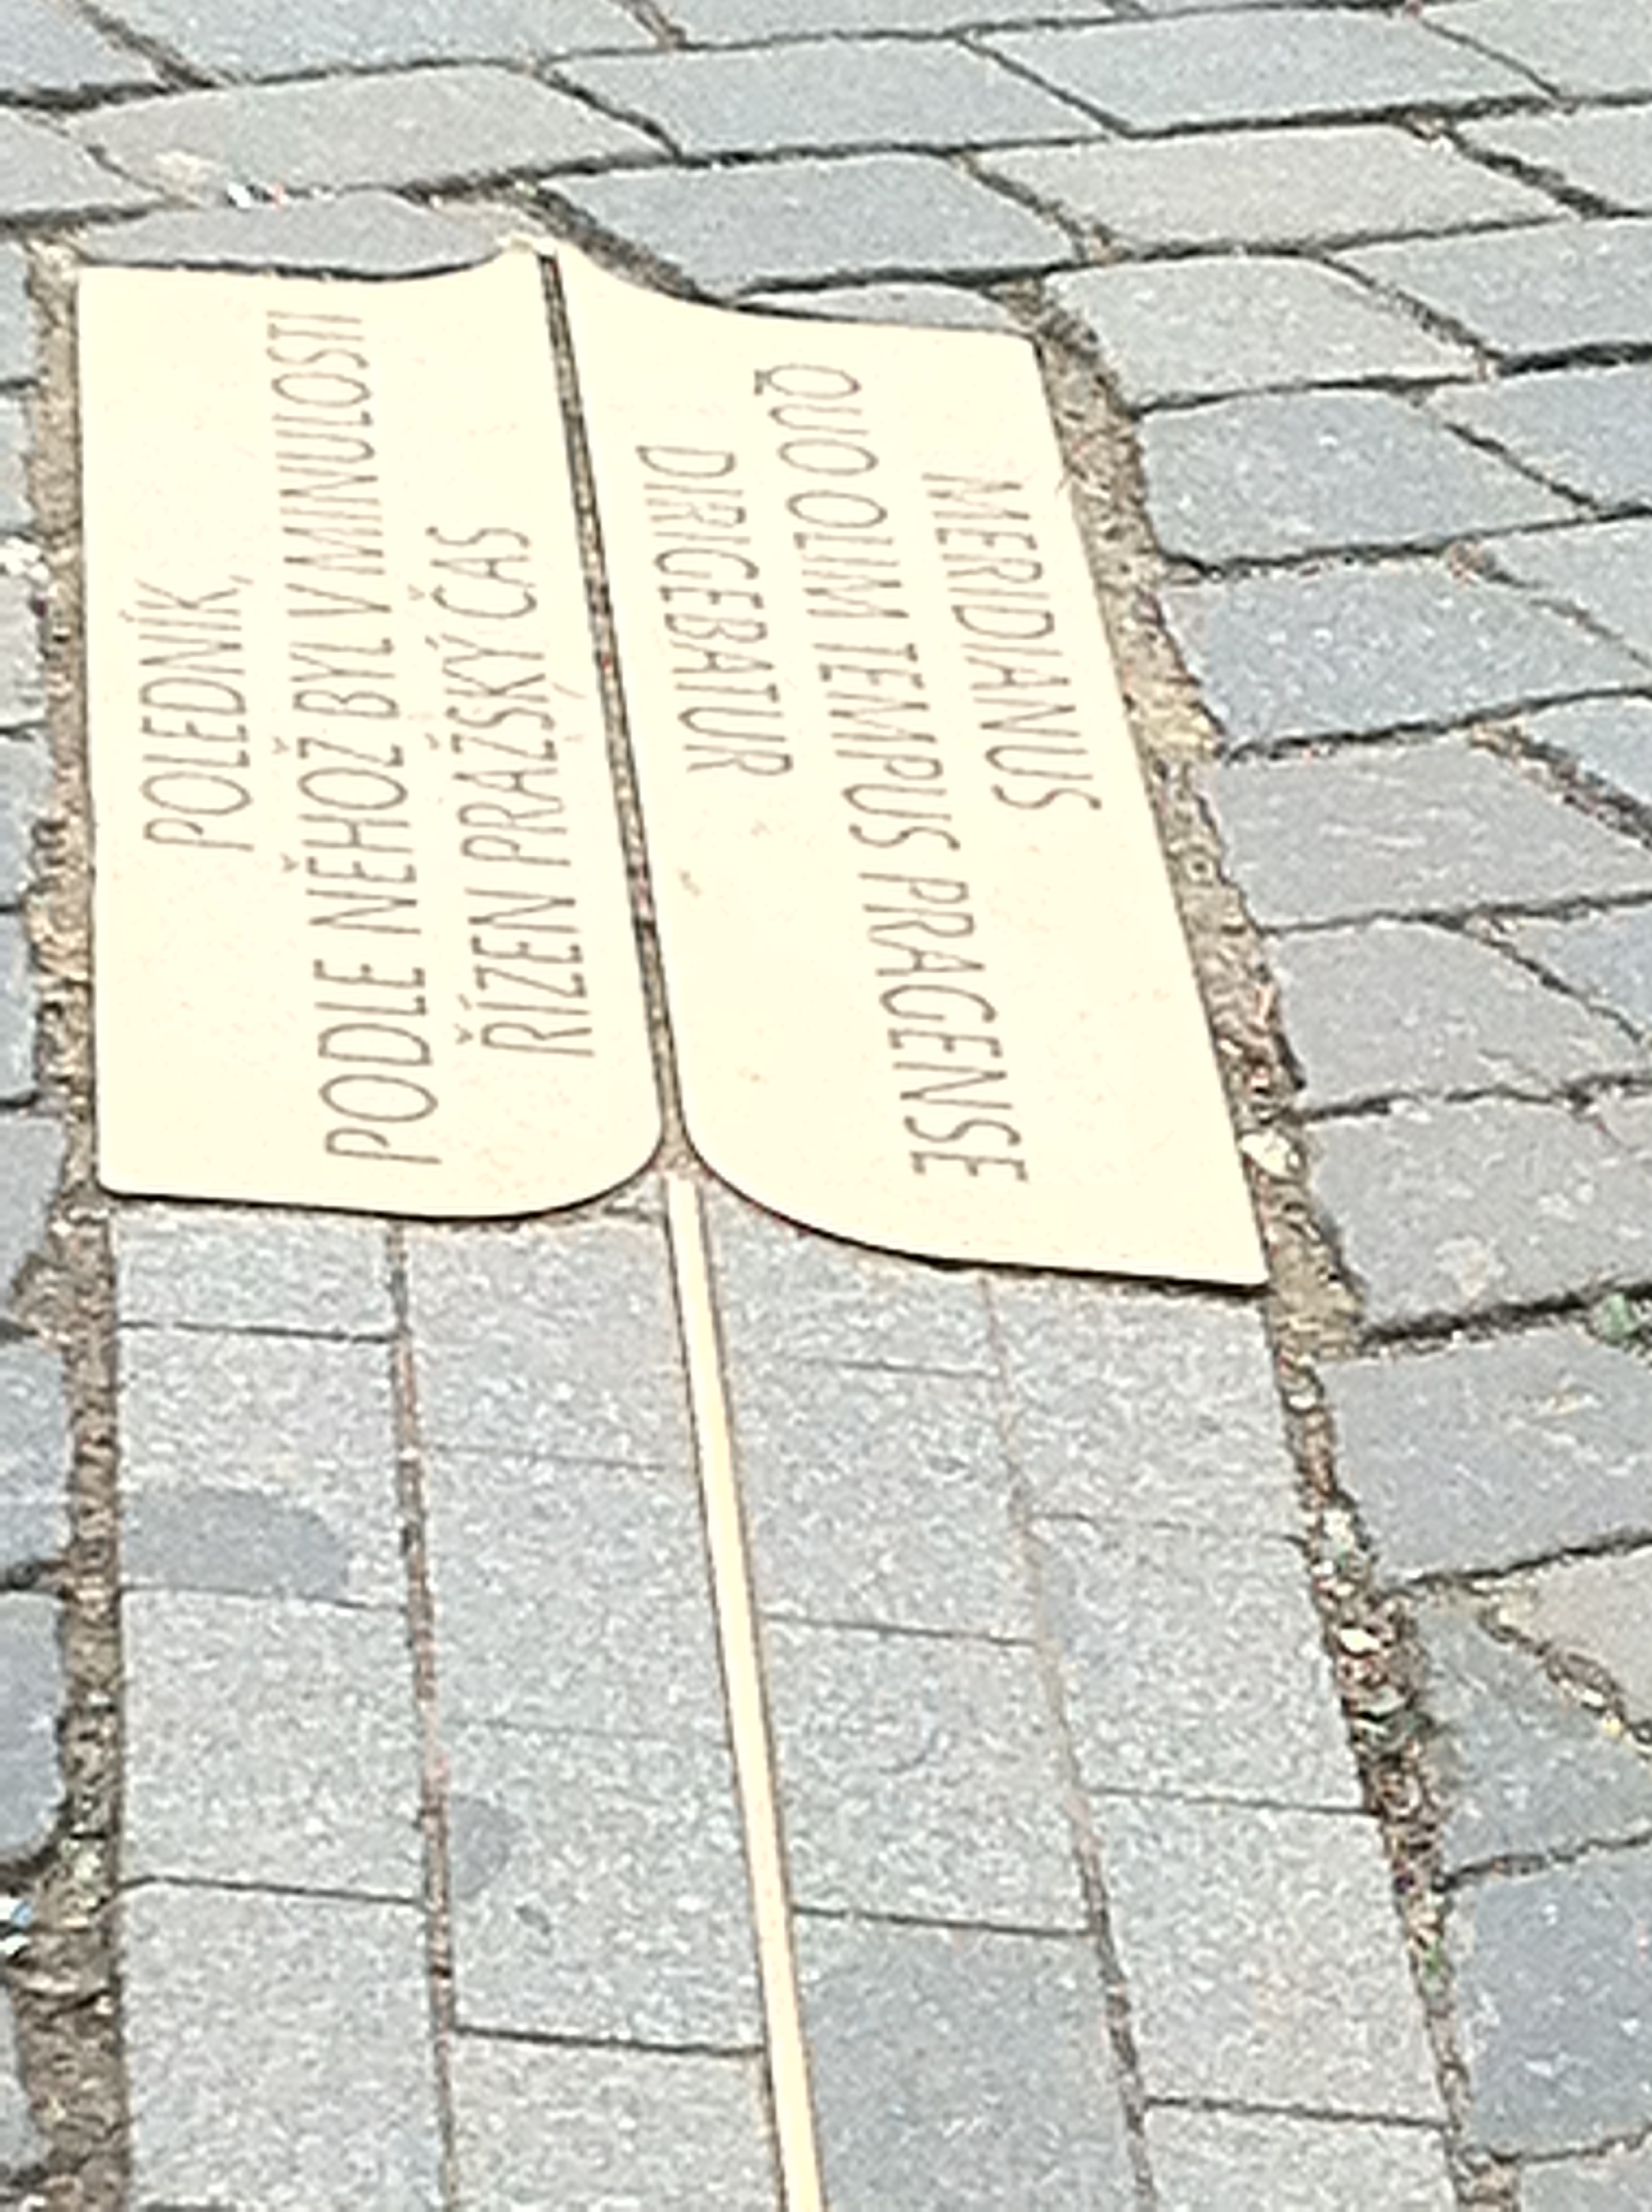 POLEDNÍK,
PODLE NĚHOŽ BYL V MINULOSTI
ŘÍZEN PRAŽSKÝ ČAS
MERIDIANUS
QUO OLIM TEMPUS PRAGENSE
DIRIGEBATUR